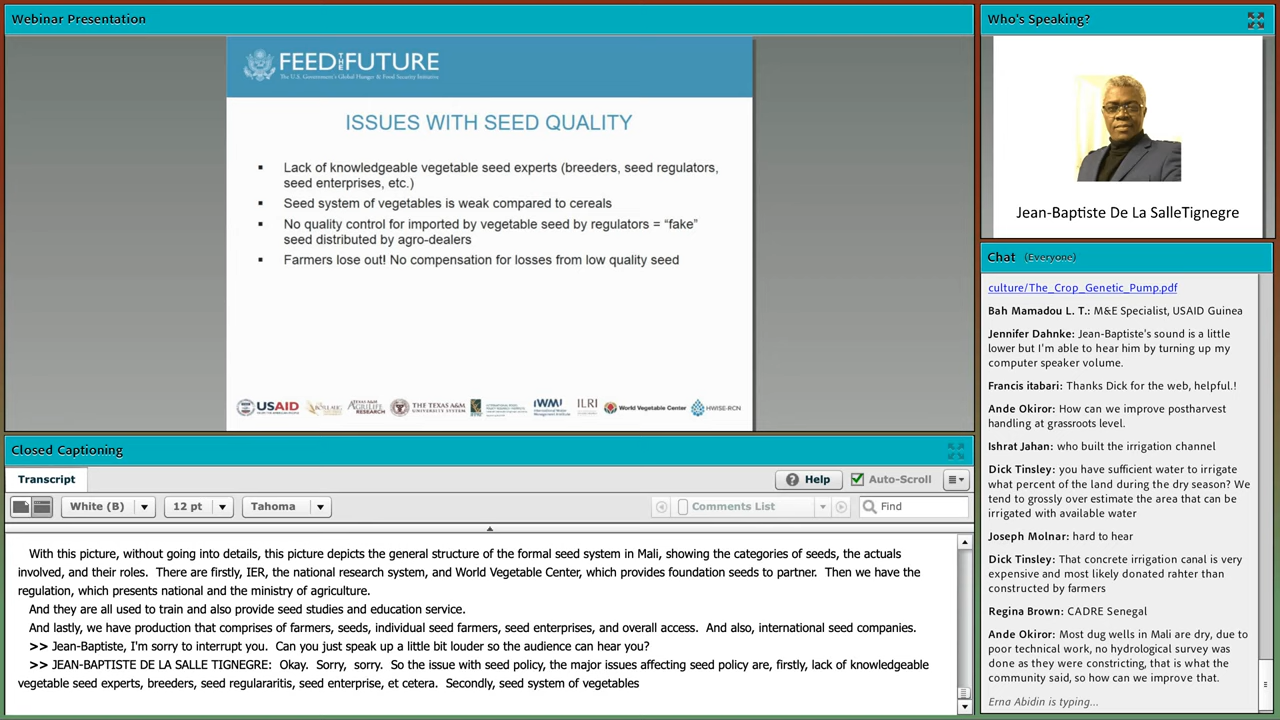 Webinar Presentation
FEED THE FUTURE
The U.S. Government's Global Hunger & Food Security Initiative
ISSUES WITH SEED QUALITY
▪ Lack of knowledgeable vegetable seed experts (breeders, seed regulators,
seed enterprises, etc.)
▪ Seed system of vegetables is weak compared to cereals
▪ No quality control for imported by vegetable seed by regulators = “fake”
seed distributed by agro-dealers
▪ Farmers lose out! No compensation for losses from low quality seed
USAID
TEXAS A&M
AGRILIFE
RESEARCH
THE TEXAS A&M
UNIVERSITY SYSTEM
IWMI
International Water
Management Institute
ILRI
World Vegetable Center
HWISE-RCN
Who's Speaking?
Jean-Baptiste De La SalleTignegre
Closed Captioning
Transcript
Help
Auto-Scroll
White (B)
12 pt
Tahoma
Comments List
Find
With this picture, without going into details, this picture depicts the general structure of the formal seed system in Mali, showing the categories of seeds, the actuals
involved, and their roles.  There are firstly, IER, the national research system, and World Vegetable Center, which provides foundation seeds to partner.  Then we have the
regulation, which presents national and the ministry of agriculture.
And they are all used to train and also provide seed studies and education service.
And lastly, we have production that comprises of farmers, seeds, individual seed farmers, seed enterprises, and overall access.  And also, international seed companies.
>> Jean-Baptiste, I'm sorry to interrupt you.  Can you just speak up a little bit louder so the audience can hear you?
>> JEAN-BAPTISTE DE LA SALLE TIGNEGRE:  Okay.  Sorry, sorry.  So the issue with seed policy, the major issues affecting seed policy are, firstly, lack of knowledgeable
vegetable seed experts, breeders, seed regulararitis, seed enterprise, et cetera.  Secondly, seed system of vegetables
Chat (Everyone)
culture/The_Crop_Genetic_Pump.pdf
Bah Mamadou L. T.: M&E Specialist, USAID Guinea
Jennifer Dahnke: Jean-Baptiste's sound is a little
lower but I'm able to hear him by turning up my
computer speaker volume.
Francis itabari: Thanks Dick for the web, helpful.!
Ande Okiror: How can we improve postharvest
handling at grassroots level.
Ishrat Jahan: who built the irrigation channel
Dick Tinsley: you have sufficient water to irrigate
what percent of the land during the dry season? We
tend to grossly over estimate the area that can be
irrigated with available water
Joseph Molnar: hard to hear
Dick Tinsley: That concrete irrigation canal is very
expensive and most likely donated rahter than
constructed by farmers
Regina Brown: CADRE Senegal
Ande Okiror: Most dug wells in Mali are dry, due to
poor technical work, no hydrological survey was
done as they were constricting, that is what the
community said, so how can we improve that.
Erna Abidin is typing...